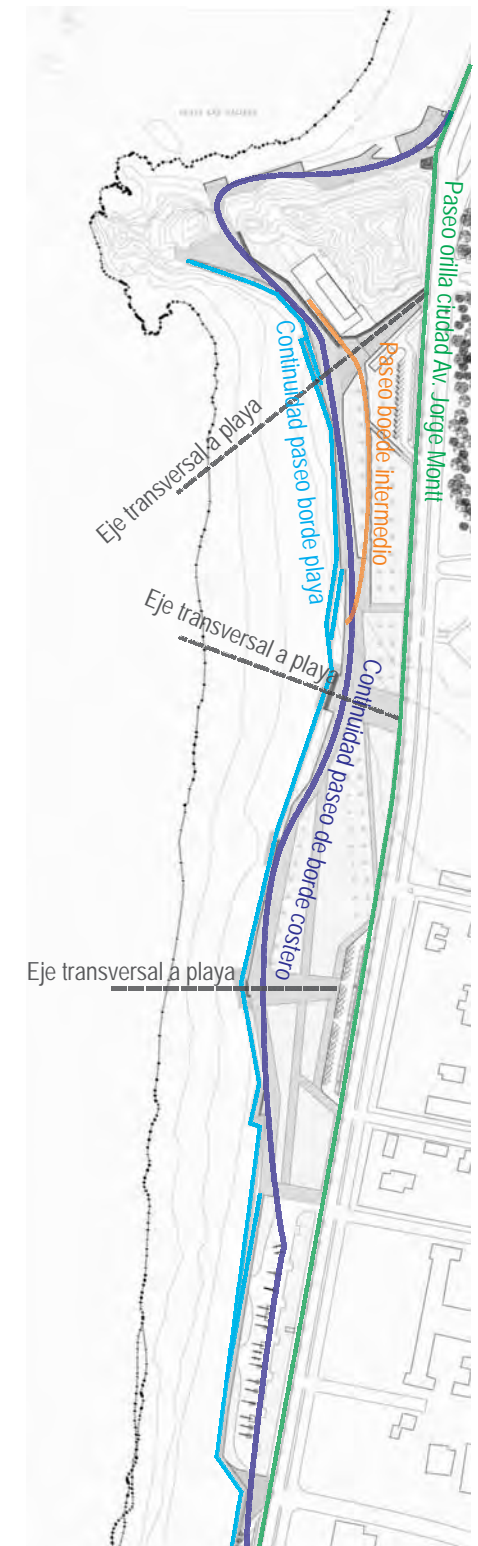 Paseo orilla ciudad Av. Jorge Montt
Continuidad paseo borde playa
Paseo borde intermedio
Eje transversal a playa
Eje transversal a playa
Continuidad paseo de borde costero
Eje transversal a playa